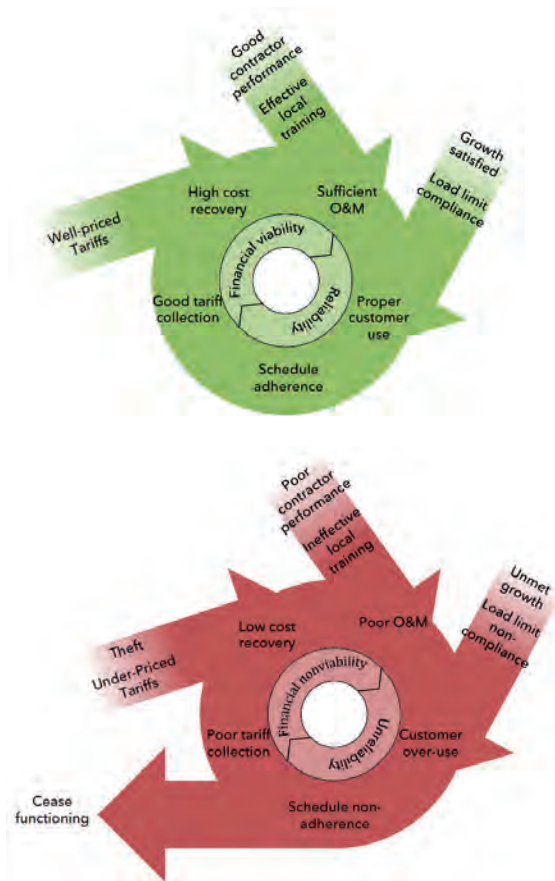 Good
contractor
performance
Effective
local
training
Growth
satisfied
Load limit
compliance
Well-priced
Tariffs
High cost
recovery
Sufficient
O&M
Financial viability
Reliability
Good tariff
collection
Proper
customer
use
Schedule
adherence
Poor
contractor
performance
Ineffective
local
training
Unmet
growth
Load limit
non-
compliance
Theft
Under-Priced
Tariffs
Low cost
recovery
Poor O&M
Financial nonviability
Unreliability
Poor tariff
collection
Customer
over-use
Schedule non-
adherence
Cease
functioning